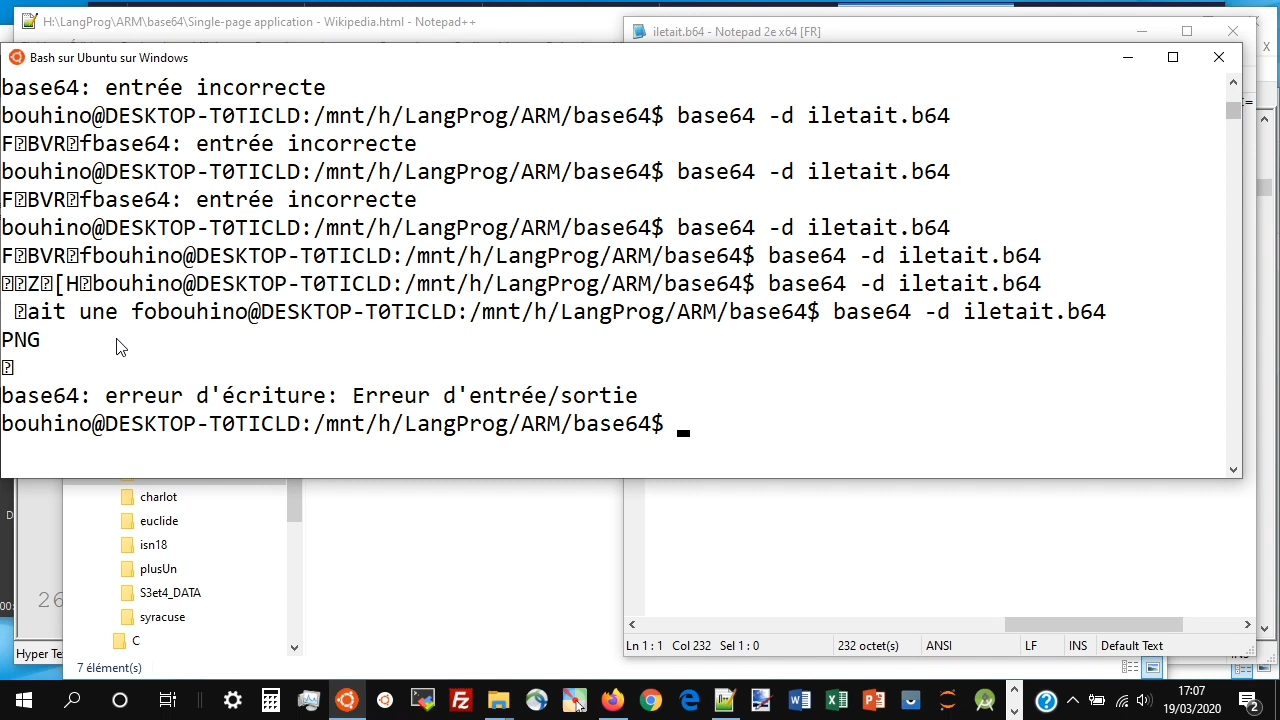 H:\LangProg\ARM\base64\Single-page application - Wikipedia.html - Notepad++
iletait.b64 - Notepad 2e x64 [FR]
Bash sur Ubuntu sur Windows
base64: entrée incorrecte
bouhino@DESKTOP-T0TICLD:/mnt/h/LangProg/ARM/base64$ base64 -d iletait.b64
F�BVR�fbase64: entrée incorrecte
bouhino@DESKTOP-T0TICLD:/mnt/h/LangProg/ARM/base64$ base64 -d iletait.b64
F�BVR�fbase64: entrée incorrecte
bouhino@DESKTOP-T0TICLD:/mnt/h/LangProg/ARM/base64$ base64 -d iletait.b64
F�BVR�fbouhino@DESKTOP-T0TICLD:/mnt/h/LangProg/ARM/base64$ base64 -d iletait.b64
��Z�[H�bouhino@DESKTOP-T0TICLD:/mnt/h/LangProg/ARM/base64$ base64 -d iletait.b64
�ait une fobouhino@DESKTOP-T0TICLD:/mnt/h/LangProg/ARM/base64$ base64 -d iletait.b64
PNG
�
base64: erreur d'écriture: Erreur d'entrée/sortie
bouhino@DESKTOP-T0TICLD:/mnt/h/LangProg/ARM/base64$
charlot
euclide
isn18
plusUn
S3et4_DATA
syracuse
C
26
Hyper Te
7 élément(s)
Ln 1 : 1 Col 232 Sel 1 : 0 232 octet(s) ANSI LF INS Default Text
17:07
19/03/2020
2